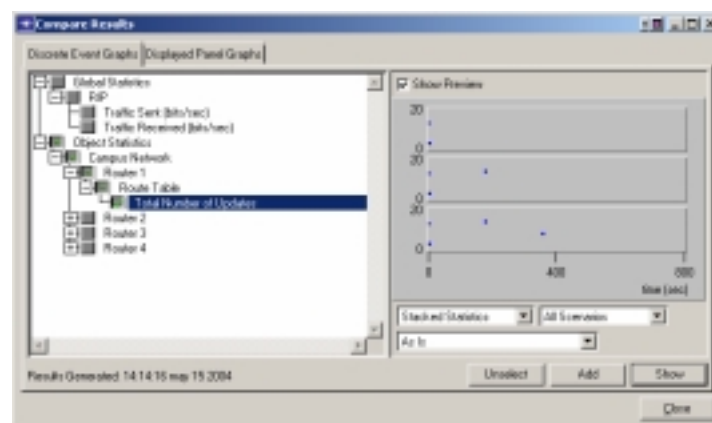 Compare Results
Discrete Event Graphs Displayed Panel Graphs
Global Statistics
RIP
Traffic Sent (bits/sec)
Traffic Received (bits/sec)
Object Statistics
Campus Network
Router 1
Route Table
Total Number of Updates
Router 2
Router 3
Router 4
Show Preview
20
0
20
0
20
0
0 400 800
time (sec)
Stacked Statistics All Scenarios
As Is
Results Generated: 14:14:16 may 15 2004
Unselect Add Show
Close